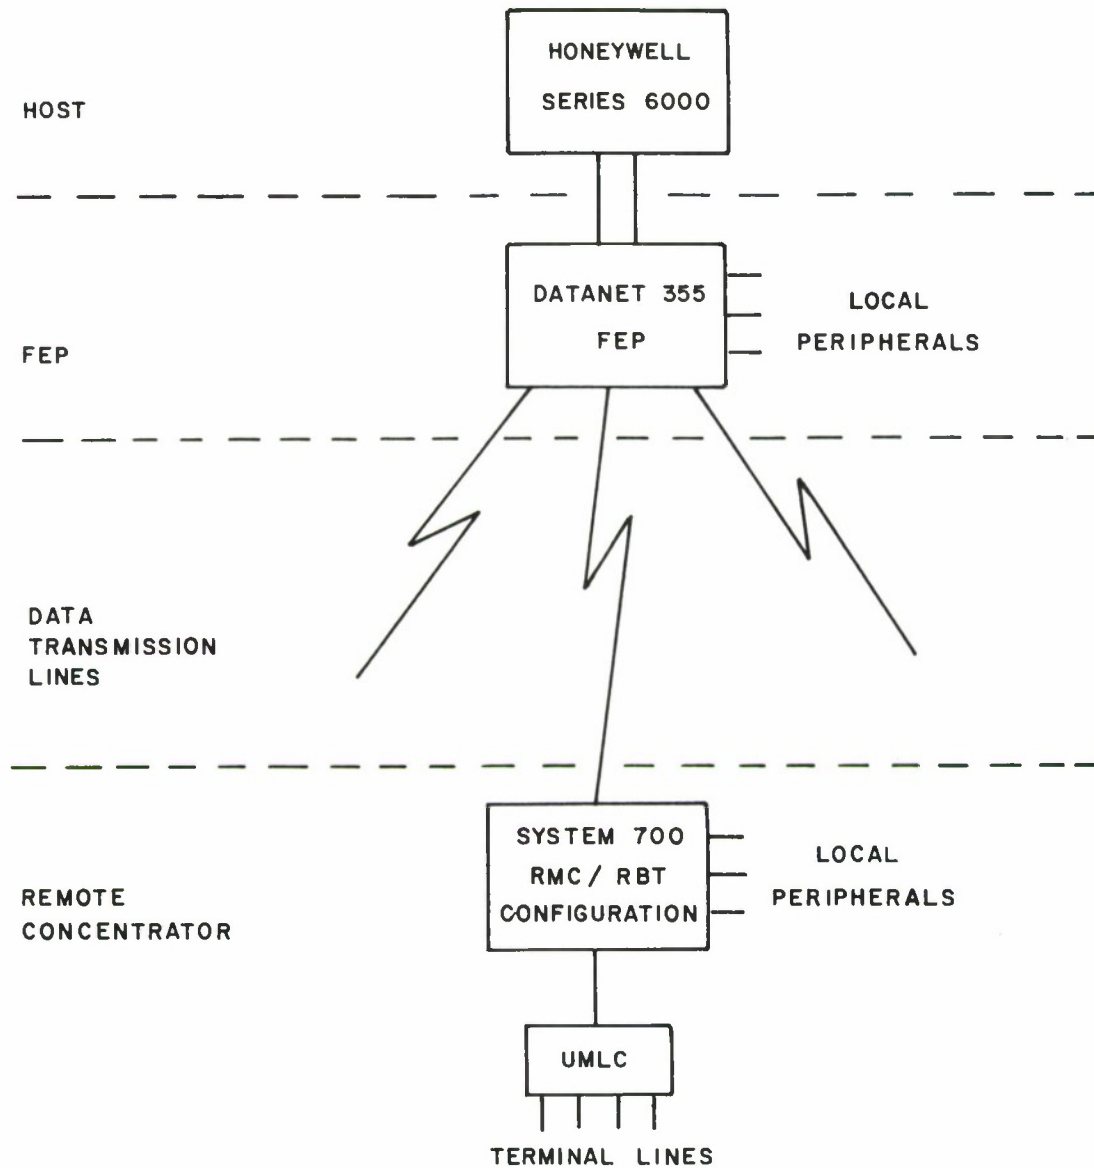 HONEYWELL
SERIES 6000
HOST
DATANET 355
FEP
LOCAL
PERIPHERALS
FEP
DATA
TRANSMISSION
LINES
SYSTEM 700
RMC / RBT
CONFIGURATION
LOCAL
PERIPHERALS
REMOTE
CONCENTRATOR
UMLC
TERMINAL LINES